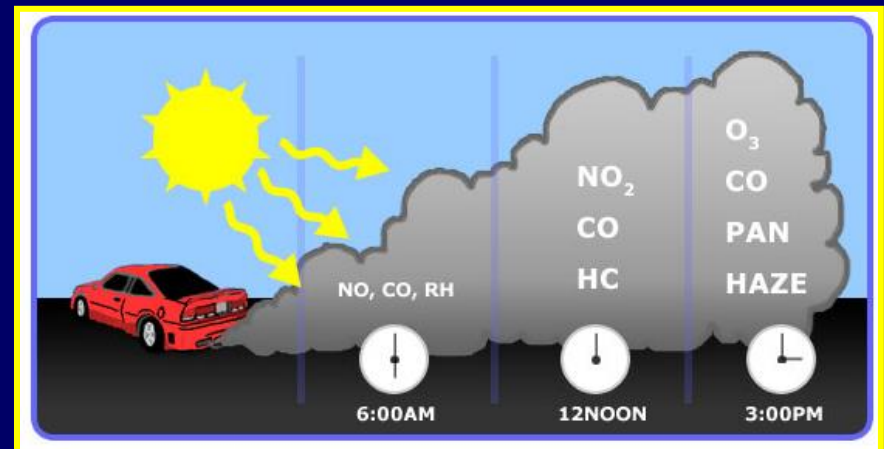 NO, CO, RH
6:00AM
NO₂
CO
HC
12NOON
O₃
CO
PAN
HAZE
3:00PM